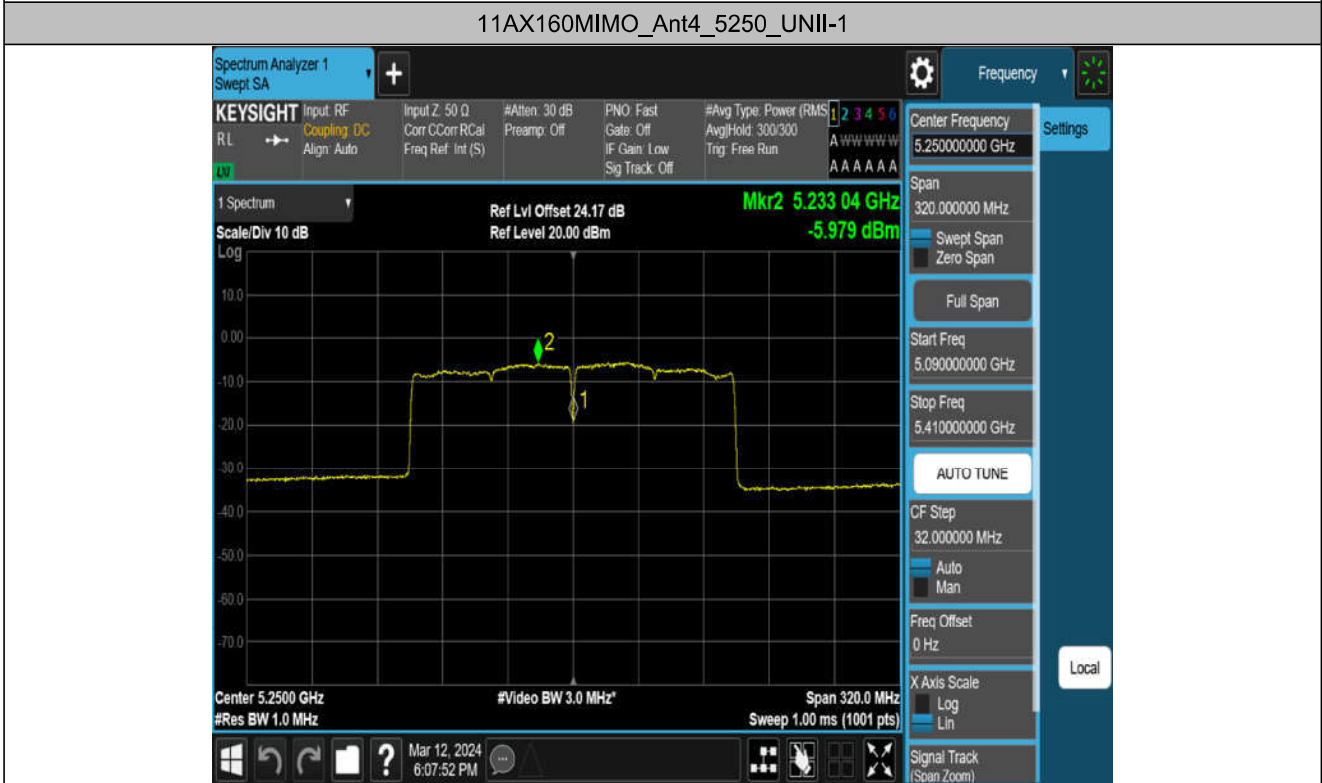 11AX160MIMO_Ant4_5250_UNII-1
Spectrum Analyzer 1
Swept SA
+
Frequency
KEYSIGHT
RL
LXI
Input: RF
Coupling: DC
Align: Auto
Input Z: 50 Ω
Corr CCorr RCal
Freq Ref: Int (S)
#Atten: 30 dB
Preamp: Off
PNO: Fast
Gate: Off
IF Gain: Low
Sig Track: Off
#Avg Type: Power (RMS
Avg|Hold: 300/300
Trig: Free Run
1 2 3 4 5 6
A W W W W W
A A A A A A
1 Spectrum
Scale/Div 10 dB
Log
Ref Lvl Offset 24.17 dB
Ref Level 20.00 dBm
Mkr2 5.233 04 GHz
-5.979 dBm
10.0
0.00
-10.0
-20.0
-30.0
-40.0
-50.0
-60.0
-70.0
2
1
Center 5.2500 GHz
#Res BW 1.0 MHz
#Video BW 3.0 MHz*
Span 320.0 MHz
Sweep 1.00 ms (1001 pts)
?
Mar 12, 2024
6:07:52 PM
Center Frequency
5.250000000 GHz
Settings
Span
320.000000 MHz
Swept Span
Zero Span
Full Span
Start Freq
5.090000000 GHz
Stop Freq
5.410000000 GHz
AUTO TUNE
CF Step
32.000000 MHz
Auto
Man
Freq Offset
0 Hz
Local
X Axis Scale
Log
Lin
Signal Track
(Span Zoom)